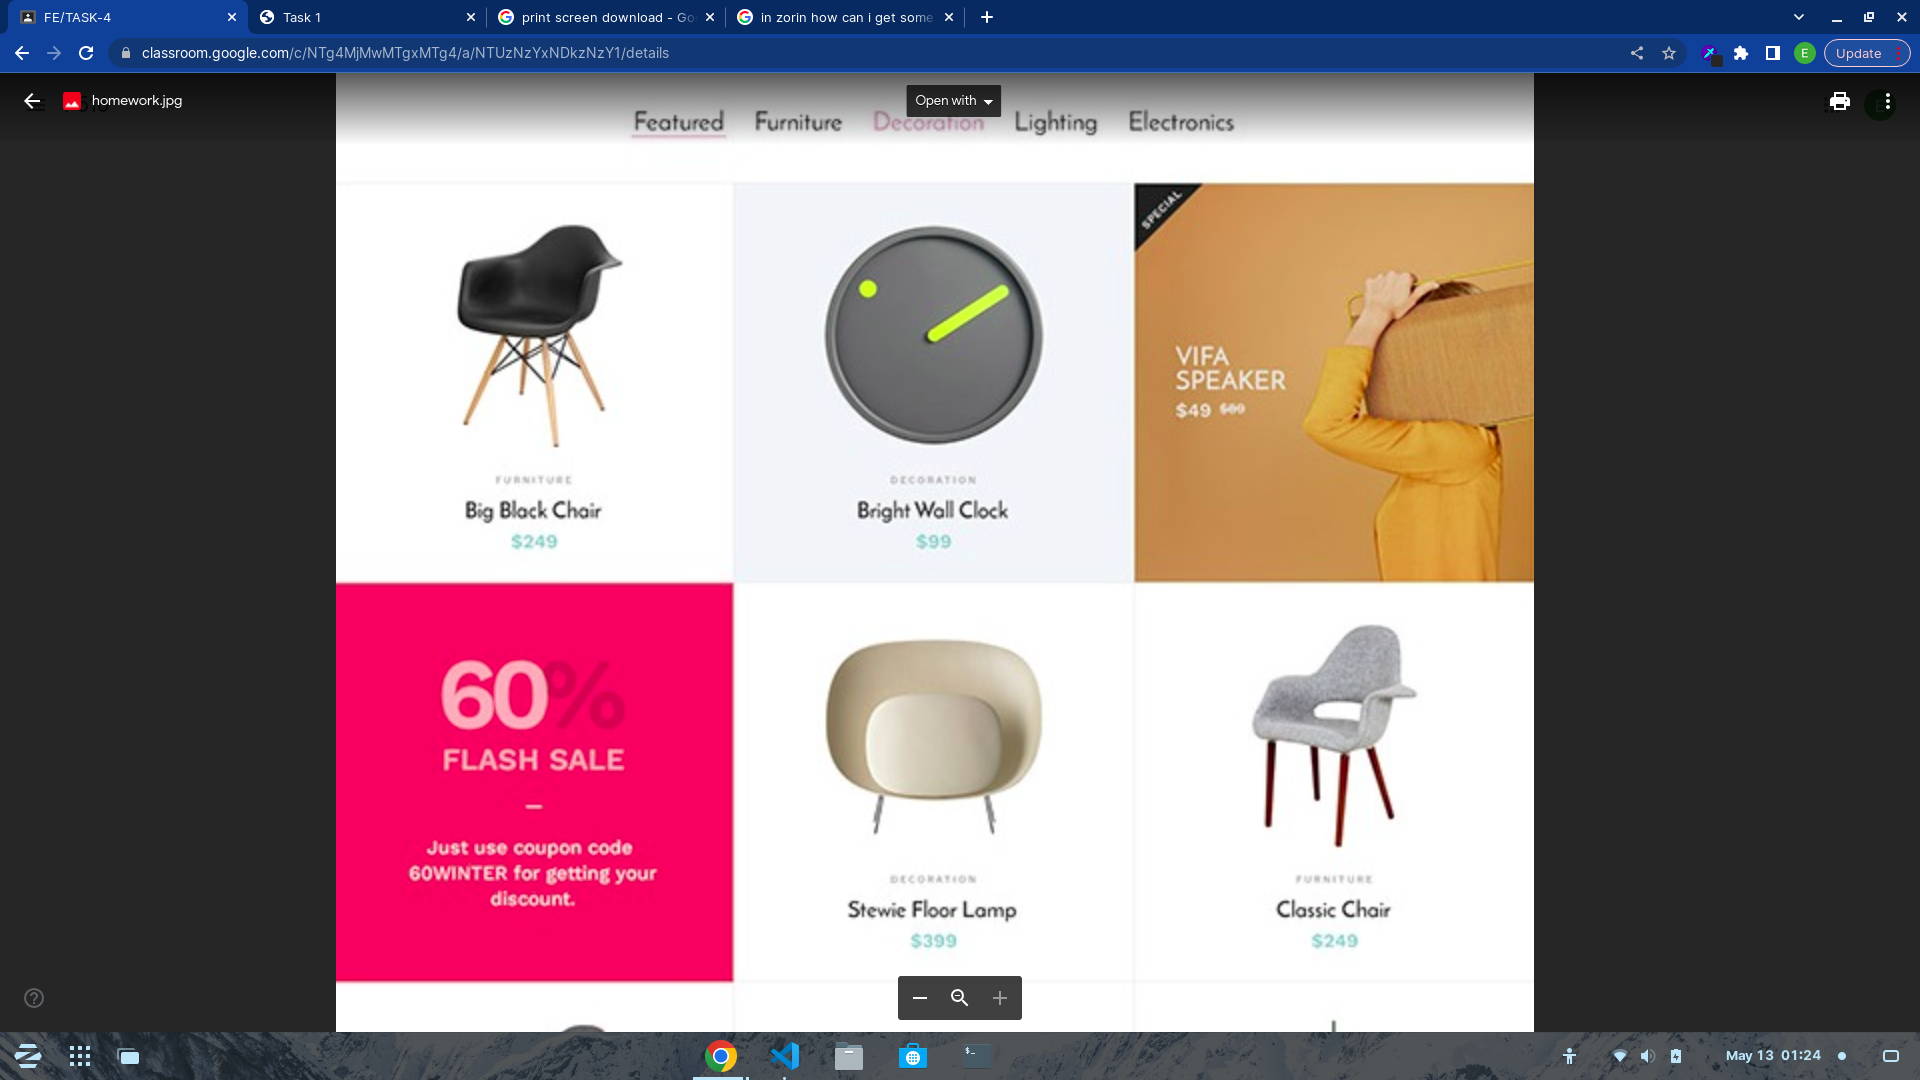 FE/TASK-4
Task 1
print screen download - Go
in zorin how can i get some
classroom.google.com/c/NTg4MjMwMTgxMTg4/a/NTUzNzYxNDkzNzY1/details
E
Update
homework.jpg
Open with
Featured Furniture Decoration Lighting Electronics
SPECIAL
VIFA
SPEAKER
$49 $89
FURNITURE
Big Black Chair
$249
DECORATION
Bright Wall Clock
$99
60%
FLASH SALE
Just use coupon code
60WINTER for getting your
discount.
DECORATION
Stewie Floor Lamp
$399
FURNITURE
Classic Chair
$249
May 13 01:24